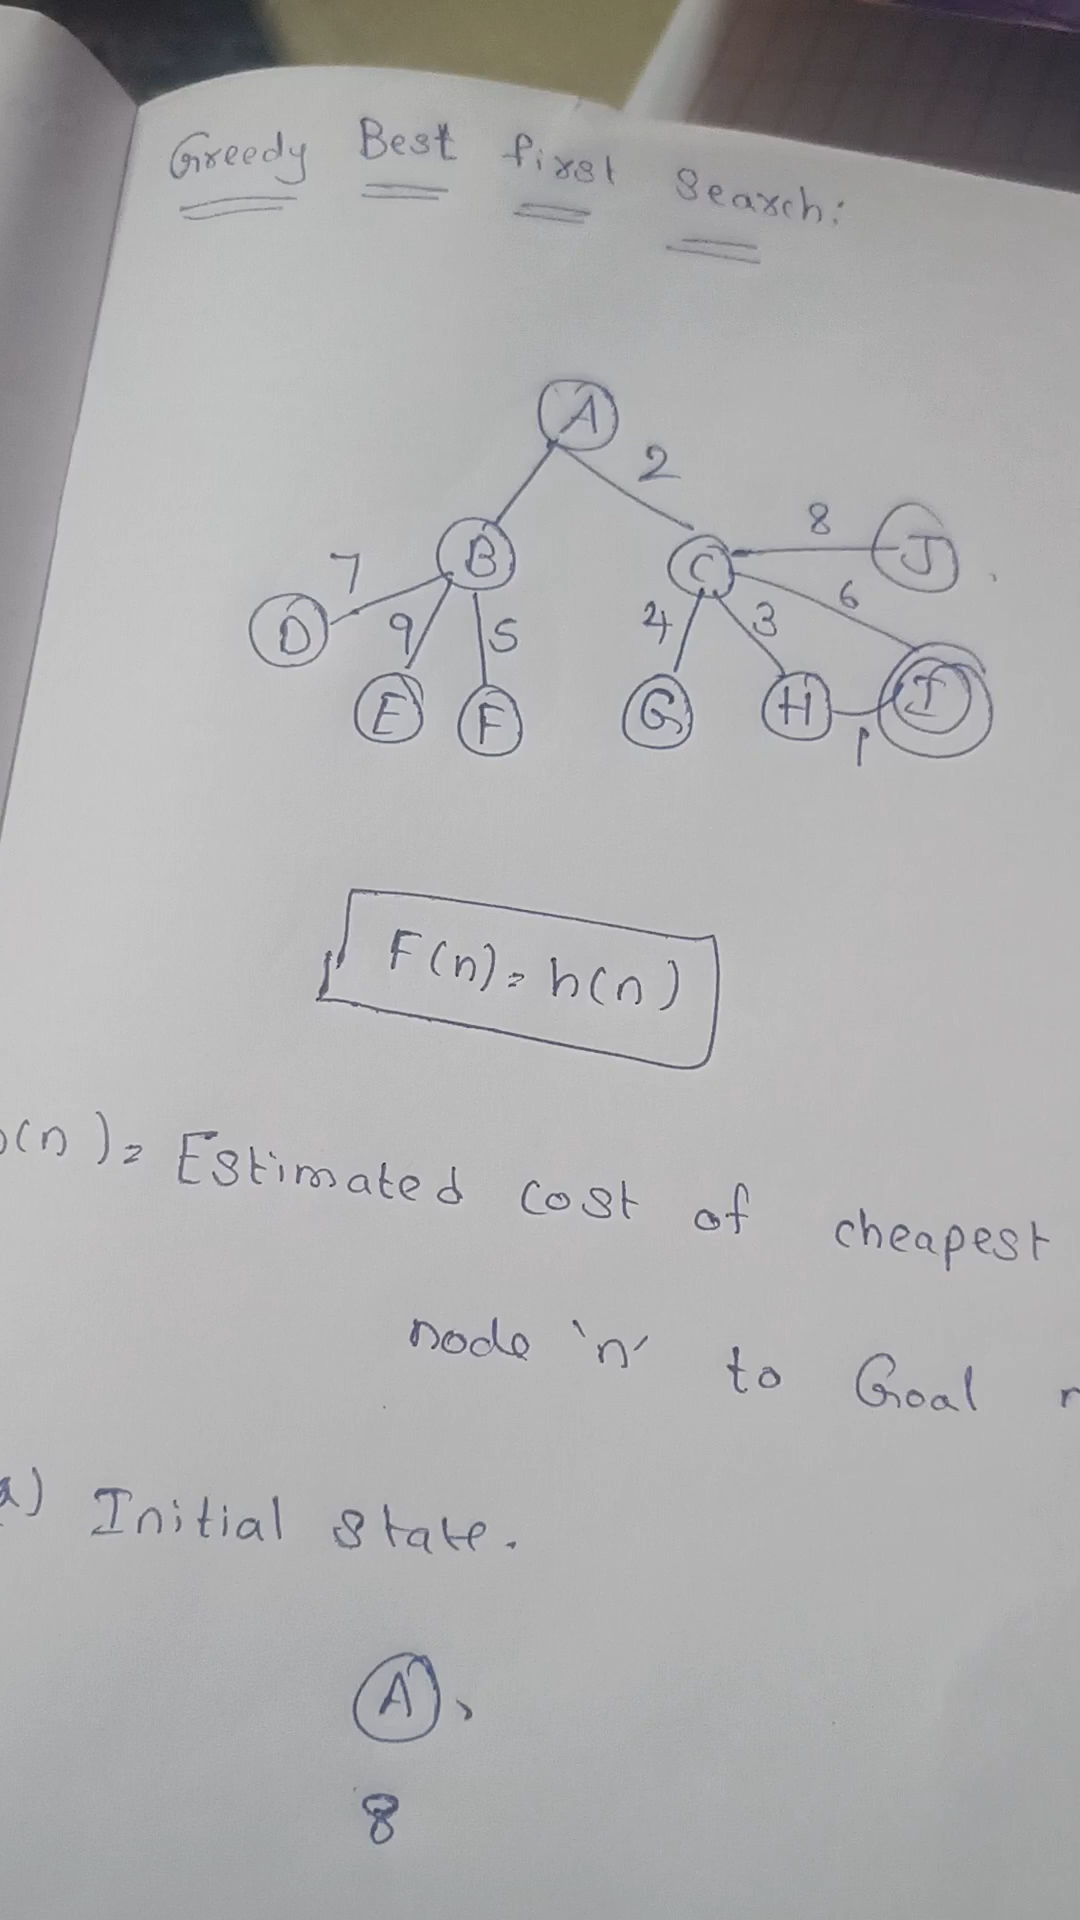 Greedy Best first Search:
A
2
8
J
B
C
7
6
D
9
5
4
3
E
F
G
H
I
1
F(n) = h(n)
h(n) = Estimated cost of cheapest
node 'n' to Goal
a) Initial state.
A,
8